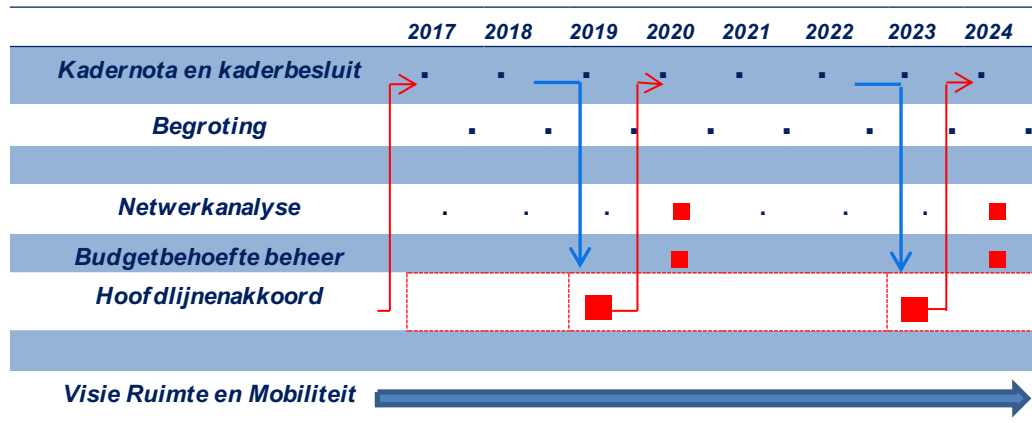 2017 2018 2019 2020 2021 2022 2023 2024
Kadernota en kaderbesluit
Begroting
Netwerkanalyse
Budgetbehoefte beheer
Hoofdlijnenakkoord
Visie Ruimte en Mobiliteit